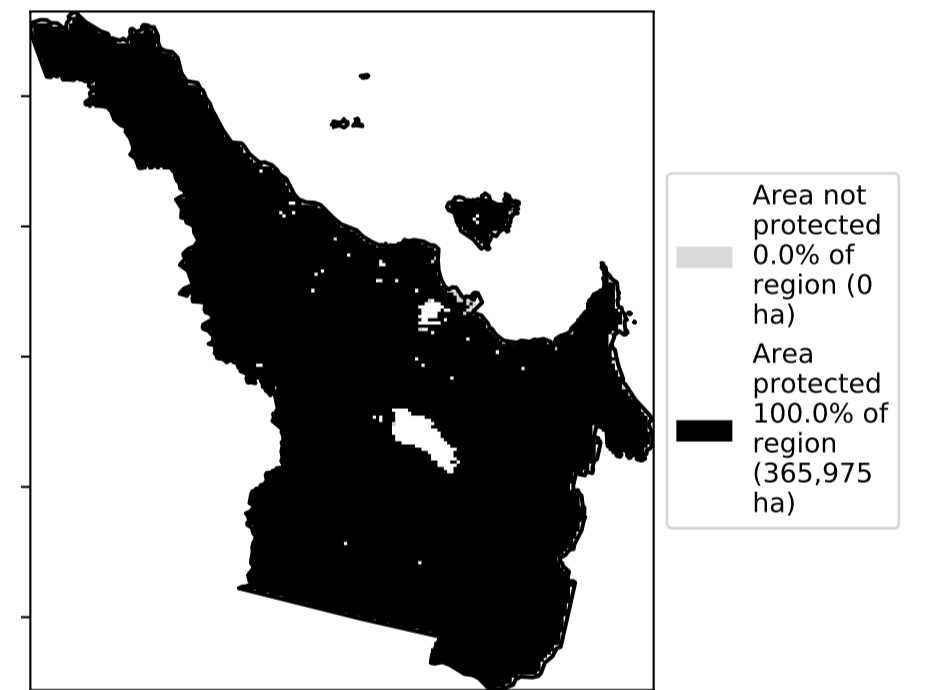 Area not
protected
0.0% of
region (0
ha)
Area
protected
100.0% of
region
(365,975
ha)